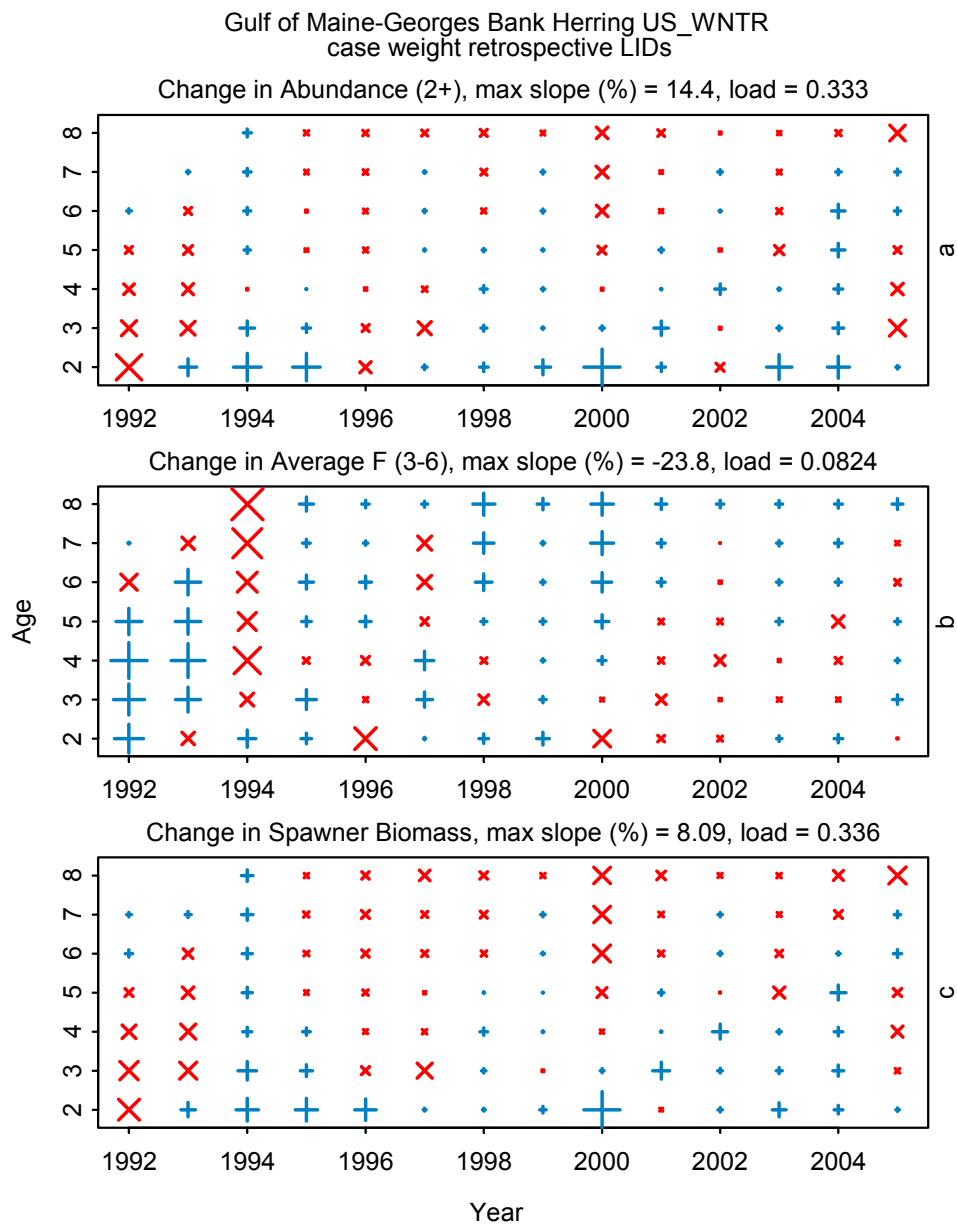 Gulf of Maine-Georges Bank Herring US_WNTR
case weight retrospective LIDs
Change in Abundance (2+), max slope (%) = 14.4, load = 0.333
8
7
6
5
4
3
2
a
1992 1994 1996 1998 2000 2002 2004
Change in Average F (3-6), max slope (%) = -23.8, load = 0.0824
8
7
6
5
4
3
2
Age
b
1992 1994 1996 1998 2000 2002 2004
Change in Spawner Biomass, max slope (%) = 8.09, load = 0.336
8
7
6
5
4
3
2
c
1992 1994 1996 1998 2000 2002 2004
Year